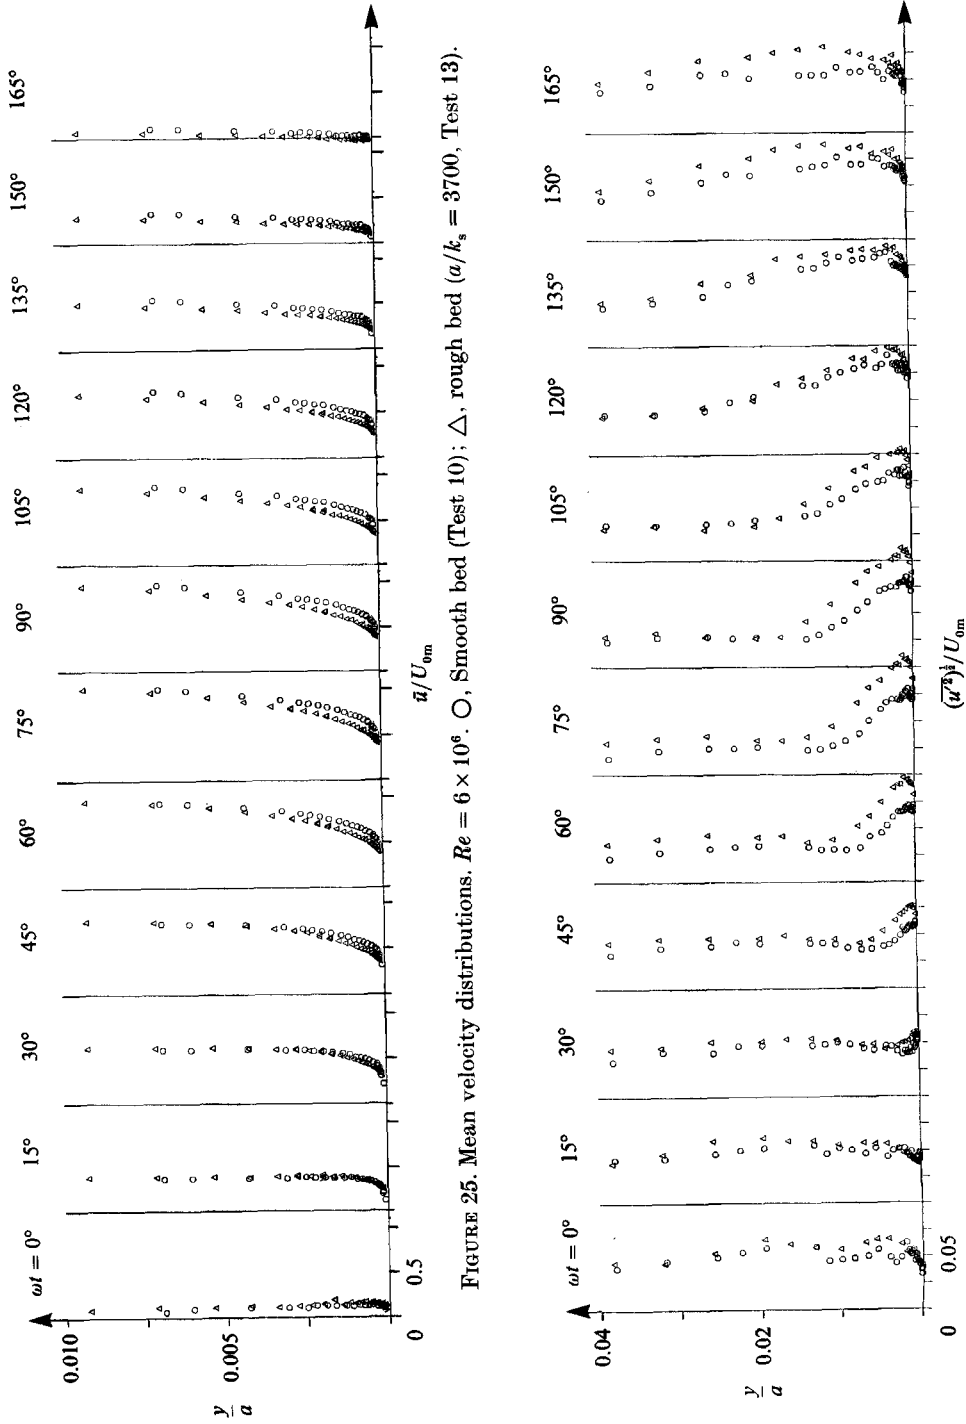 ωt = 0° 15° 30° 45° 60° 75° 90° 105° 120° 135° 150° 165°
0.010
y/a
0.005
0 0.5
ū/U₀ₘ
FIGURE 25. Mean velocity distributions. Re = 6 × 10⁶. ○, Smooth bed (Test 10); △, rough bed (a/kₛ = 3700, Test 13).
ωt = 0° 15° 30° 45° 60° 75° 90° 105° 120° 135° 150° 165°
0.04
y/a
0.02
0 0.05
(u′²)^½/U₀ₘ